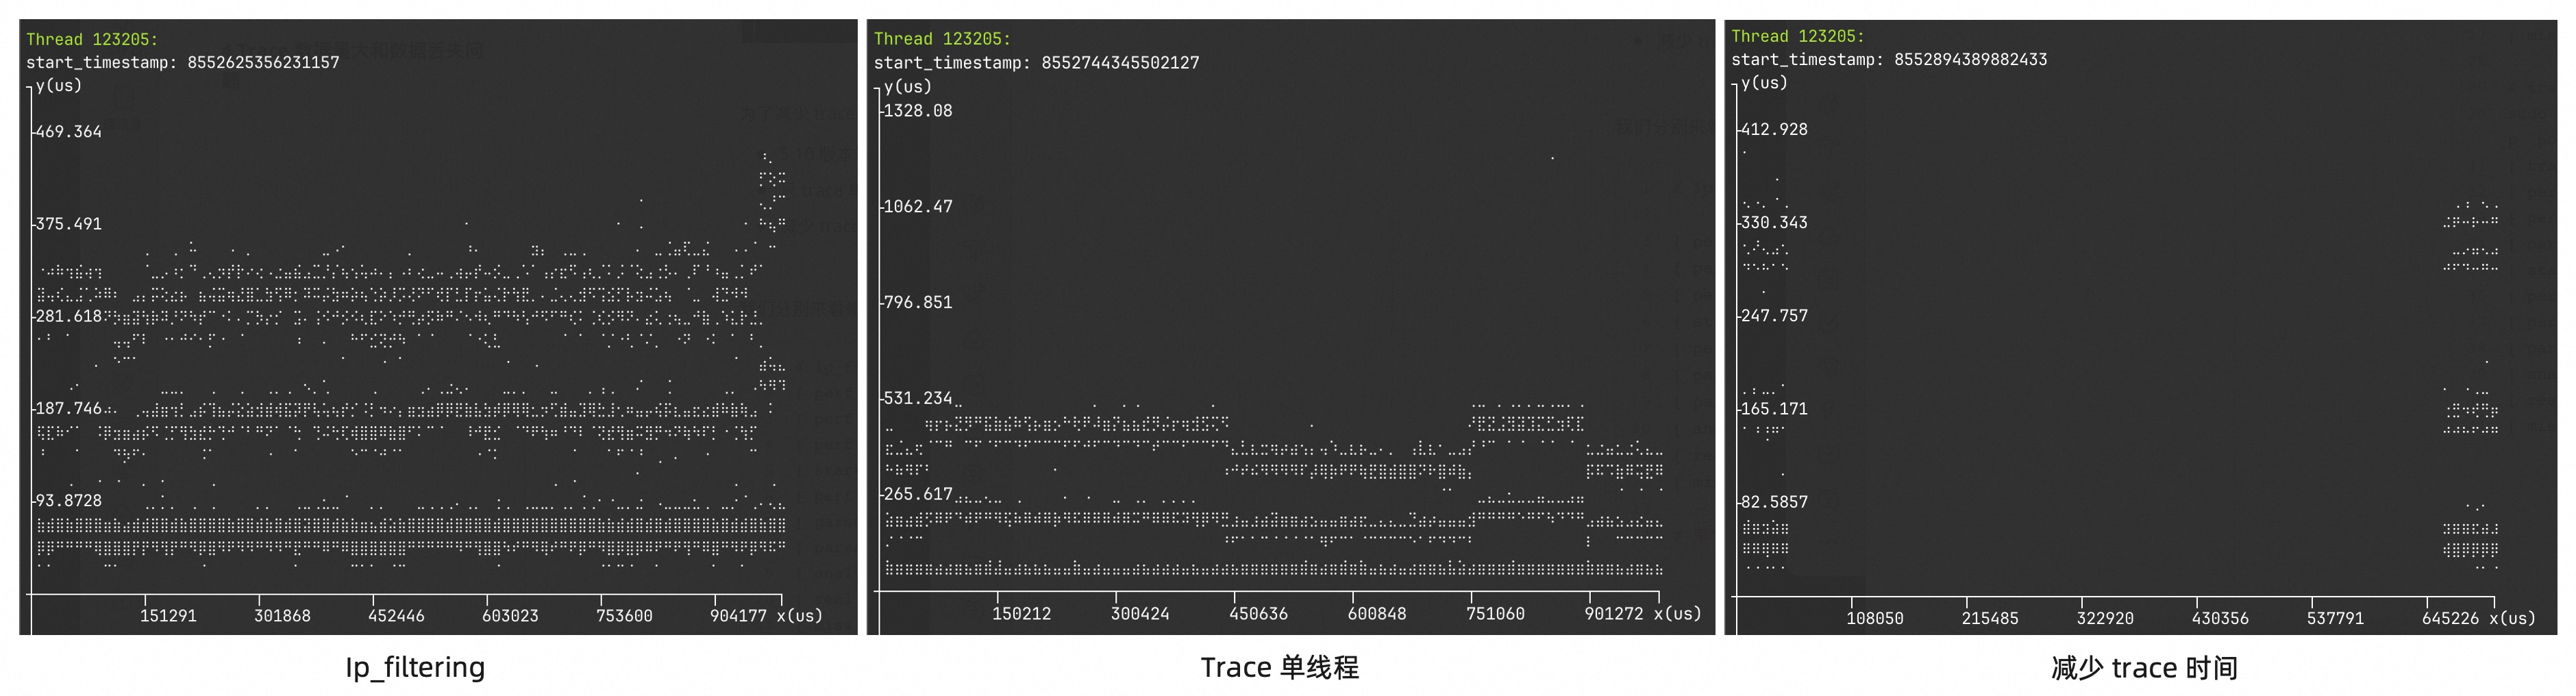 Thread 123205:
start_timestamp: 8552625356231157
y(us)
469.364
375.491
281.618
187.746
93.8728
151291 301868 452446 603023 753600 904177 x(us)
Ip_filtering
Thread 123205:
start_timestamp: 8552744345502127
y(us)
1328.08
1062.47
796.851
531.234
265.617
150212 300424 450636 600848 751060 901272 x(us)
Trace 单线程
Thread 123205:
start_timestamp: 8552894389882433
y(us)
412.928
330.343
247.757
165.171
82.5857
108050 215485 322920 430356 537791 645226 x(us)
减少 trace 时间